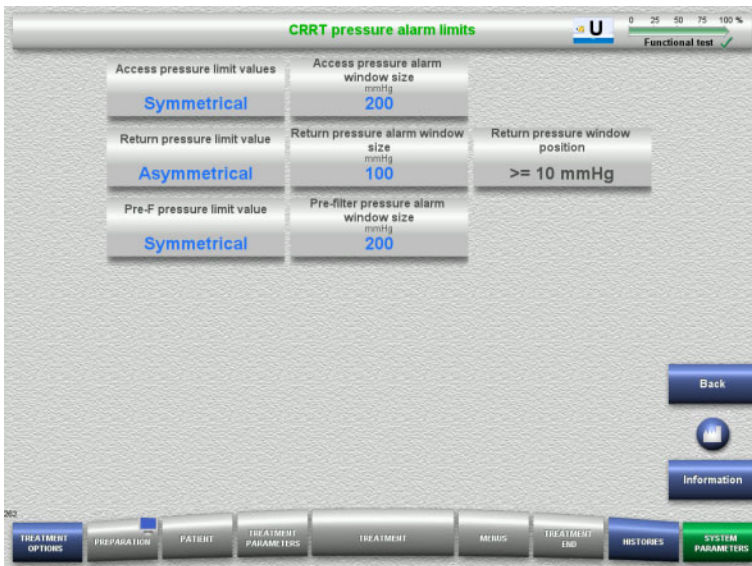 CRRT pressure alarm limits
U
0 25 50 75 100 %
Functional test
Access pressure limit values
Symmetrical
Access pressure alarm
window size
mmHg
200
Return pressure limit value
Asymmetrical
Return pressure alarm window
size
mmHg
100
Return pressure window
position
>= 10 mmHg
Pre-F pressure limit value
Symmetrical
Pre-filter pressure alarm
window size
mmHg
200
Back
Information
262
TREATMENT
OPTIONS
PREPARATION
PATIENT
TREATMENT
PARAMETERS
TREATMENT
MENUS
TREATMENT
END
HISTORIES
SYSTEM
PARAMETERS